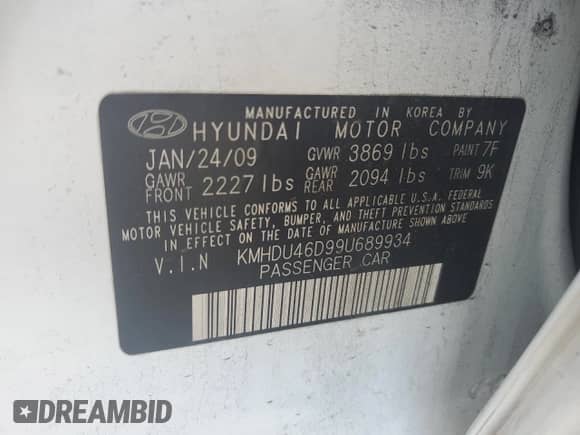 MANUFACTURED IN KOREA BY
HYUNDAI MOTOR COMPANY
JAN/24/09 GVWR 3869 lbs PAINT 7F
GAWR FRONT 2227 lbs GAWR REAR 2094 lbs TRIM 9K
THIS VEHICLE CONFORMS TO ALL APPLICABLE U.S.A. FEDERAL
MOTOR VEHICLE SAFETY, BUMPER, AND THEFT PREVENTION
STANDARDS IN EFFECT ON THE DATE OF MANUFACTURE SHOWN ABOVE
V.I.N KMHDU46D99U689934
PASSENGER CAR
DREAMBID